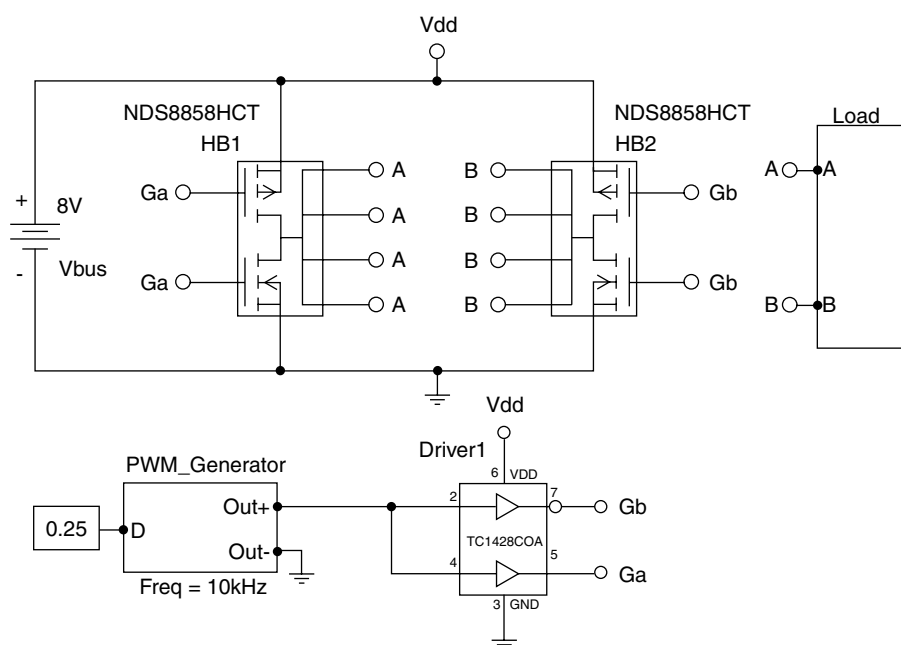 Vdd
NDS8858HCT
HB1
NDS8858HCT
HB2
Load
+
8V
-
Vbus
Ga
Ga
A
A
A
A
B
B
B
B
Gb
Gb
A
A
B
B
Vdd
Driver1
6 VDD
PWM_Generator
0.25
D
Out+
Out-
Freq = 10kHz
2
7
Gb
TC1428COA
4
5
Ga
3 GND